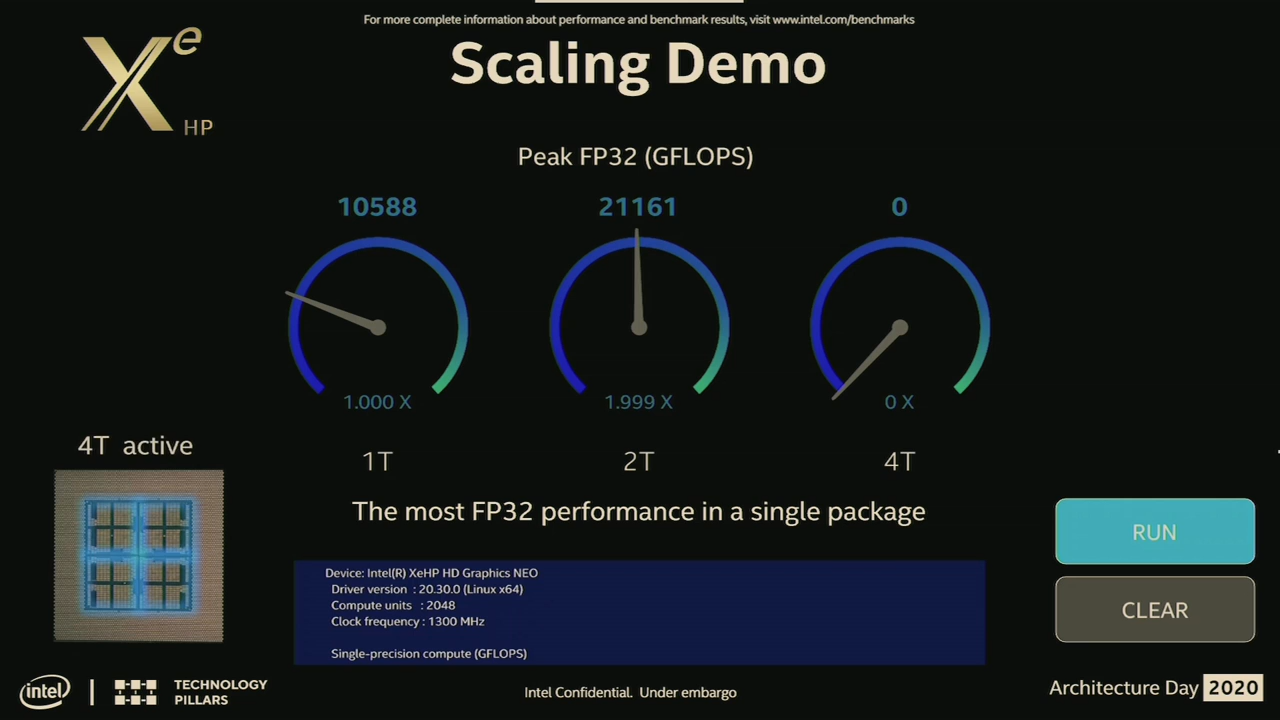 For more complete information about performance and benchmark results, visit www.intel.com/benchmarks
Xe HP
Scaling Demo
Peak FP32 (GFLOPS)
10588
21161
0
1.000 X
1.999 X
0 X
4T active
1T
2T
4T
The most FP32 performance in a single package
RUN
CLEAR
Device: Intel(R) XeHP HD Graphics NEO
Driver version : 20.30.0 (Linux x64)
Compute units : 2048
Clock frequency : 1300 MHz
Single-precision compute (GFLOPS)
intel
TECHNOLOGY
PILLARS
Intel Confidential. Under embargo
Architecture Day 2020